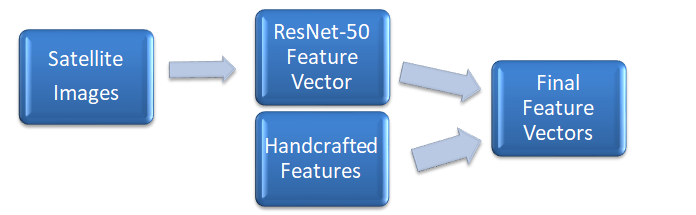 Satellite
Images
ResNet-50
Feature
Vector
Handcrafted
Features
Final
Feature
Vectors